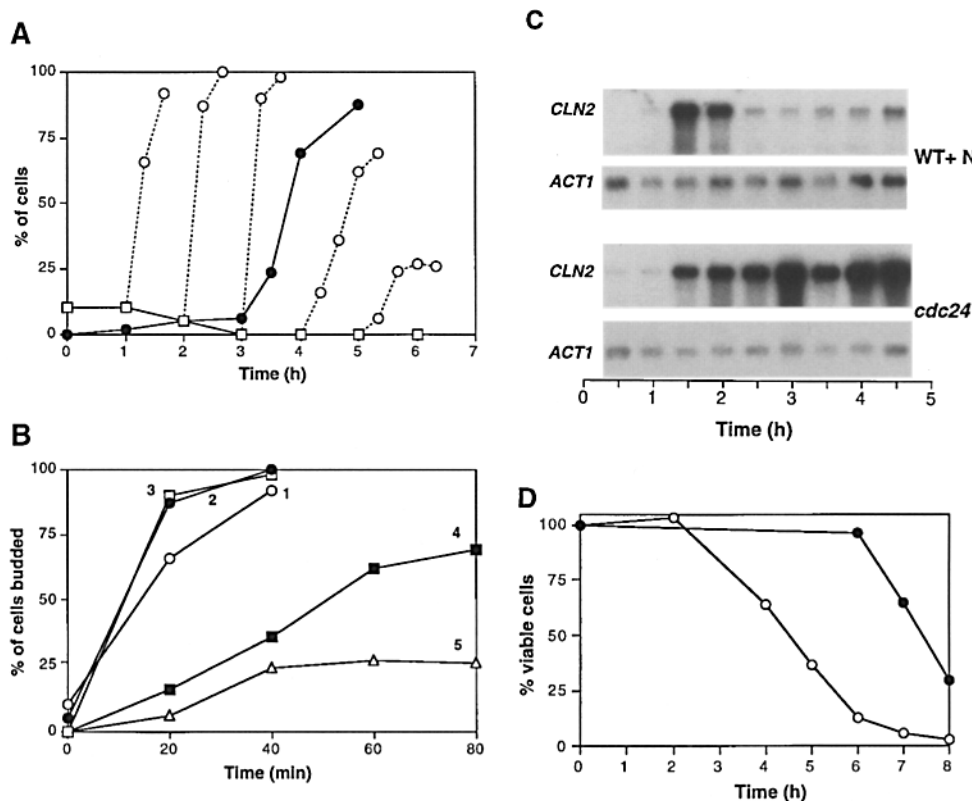 A
% of cells
100
75
50
25
0
0 1 2 3 4 5 6 7
Time (h)
B
% of cells budded
100
75
50
25
0
3
2
1
4
5
0 20 40 60 80
Time (min)
C
CLN2
WT+ N
ACT1
CLN2
cdc24
ACT1
0 1 2 3 4 5
Time (h)
D
% viable cells
100
75
50
25
0
0 1 2 3 4 5 6 7 8
Time (h)